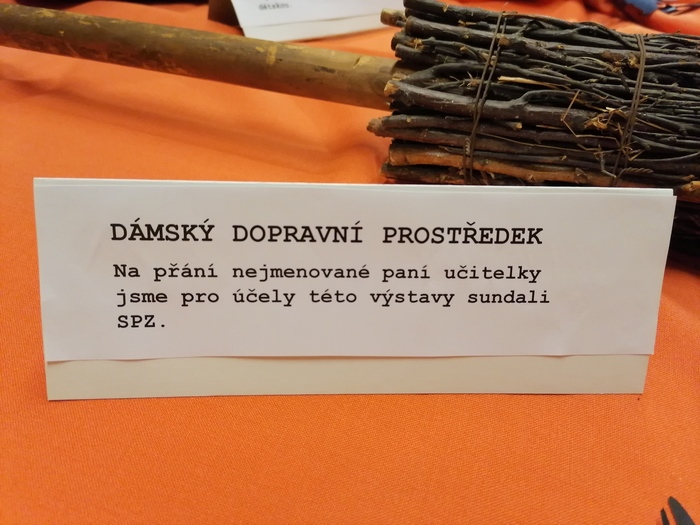 DÁMSKÝ DOPRAVNÍ PROSTŘEDEK
Na přání nejmenované paní učitelky
jsme pro účely této výstavy sundali
SPZ.